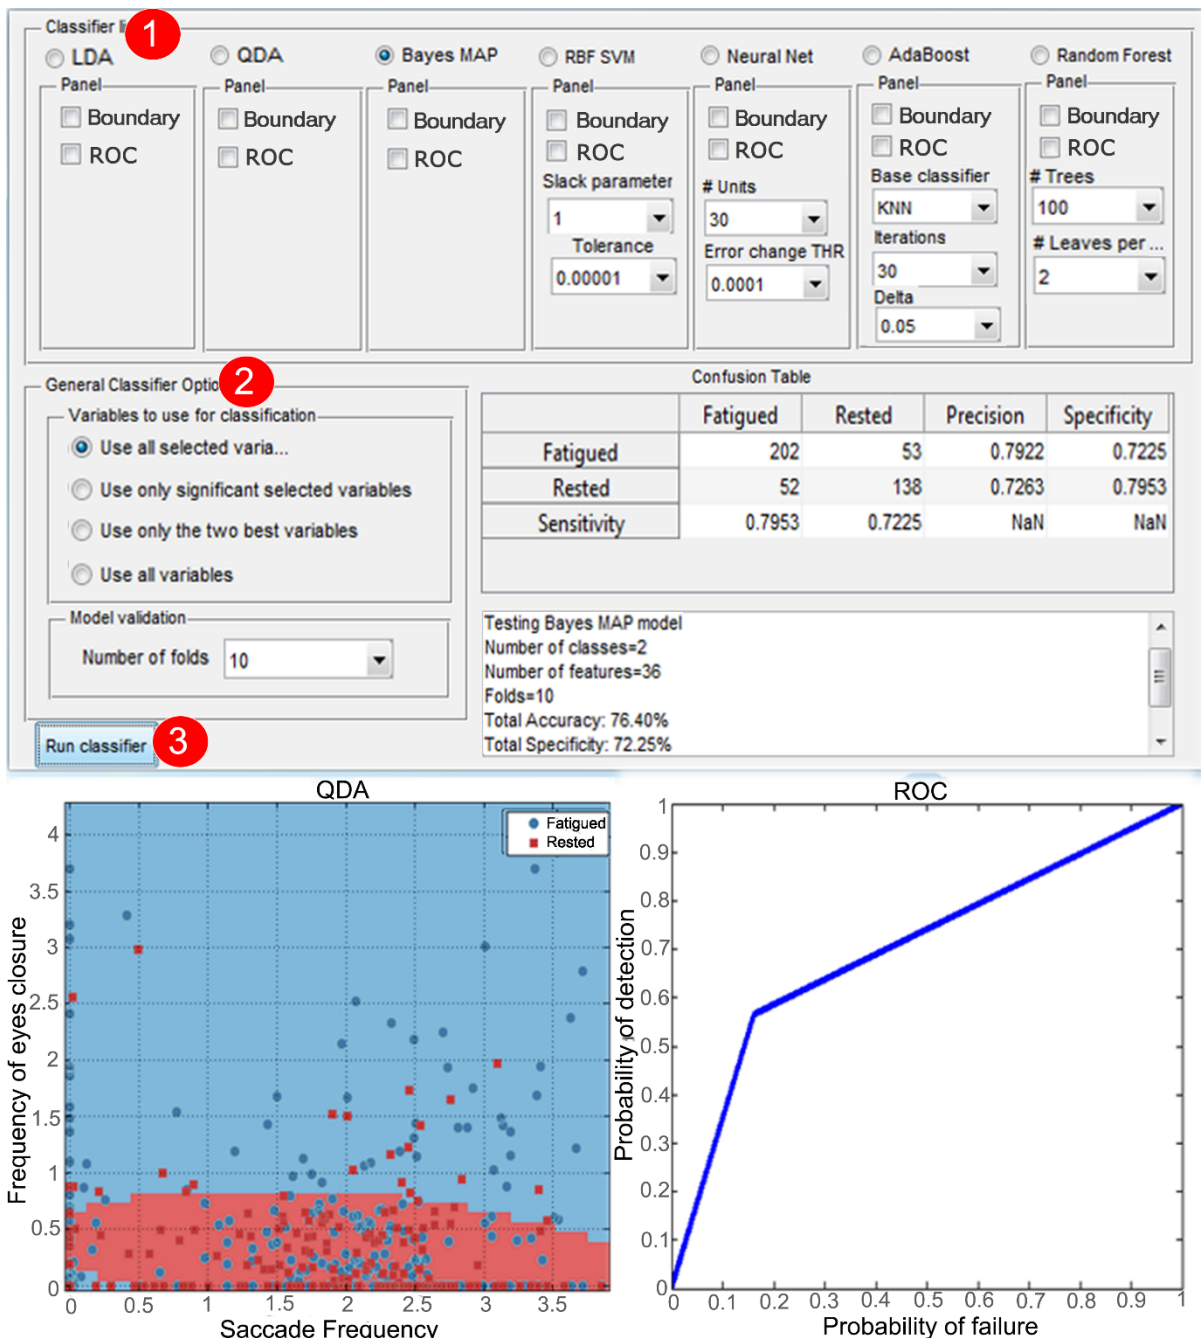 Classifier li
1
LDA QDA Bayes MAP RBF SVM Neural Net AdaBoost Random Forest
Panel Panel Panel Panel Panel Panel Panel
Boundary Boundary Boundary Boundary Boundary Boundary Boundary
ROC ROC ROC ROC ROC ROC ROC
Slack parameter # Units Base classifier # Trees
1 30 KNN 100
Tolerance Error change THR Iterations # Leaves per ...
0.00001 0.0001 30 2
Delta
0.05
General Classifier Optio
2
Variables to use for classification
Use all selected varia...
Use only significant selected variables
Use only the two best variables
Use all variables
Model validation
Number of folds 10
Run classifier
3
Confusion Table
Fatigued Rested Precision Specificity
Fatigued 202 53 0.7922 0.7225
Rested 52 138 0.7263 0.7953
Sensitivity 0.7953 0.7225 NaN NaN
Testing Bayes MAP model
Number of classes=2
Number of features=36
Folds=10
Total Accuracy: 76.40%
Total Specificity: 72.25%
QDA
Fatigued
Rested
4
3.5
3
2.5
2
1.5
1
0.5
0
Frequency of eyes closure
0 0.5 1 1.5 2 2.5 3 3.5
Saccade Frequency
ROC
1
0.9
0.8
0.7
0.6
0.5
0.4
0.3
0.2
0.1
0
Probability of detection
0 0.1 0.2 0.3 0.4 0.5 0.6 0.7 0.8 0.9 1
Probability of failure